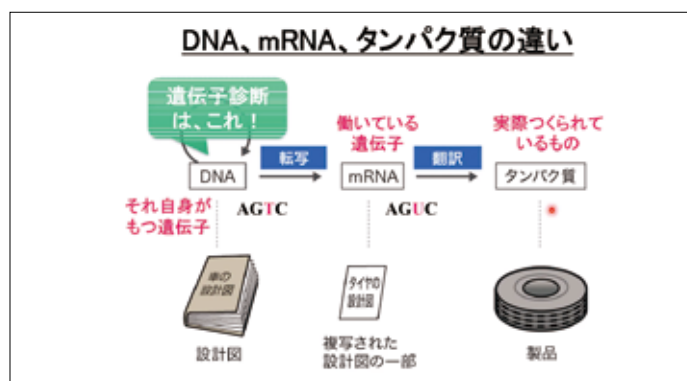 DNA、mRNA、タンパク質の違い
遺伝子診断
は、これ！
働いている
遺伝子
実際つくられて
いるもの
DNA
転写
mRNA
翻訳
タンパク質
それ自身が
もつ遺伝子
AGTC
AGUC
車の
設計図
タイヤの
設計図
設計図
複写された
設計図の一部
製品